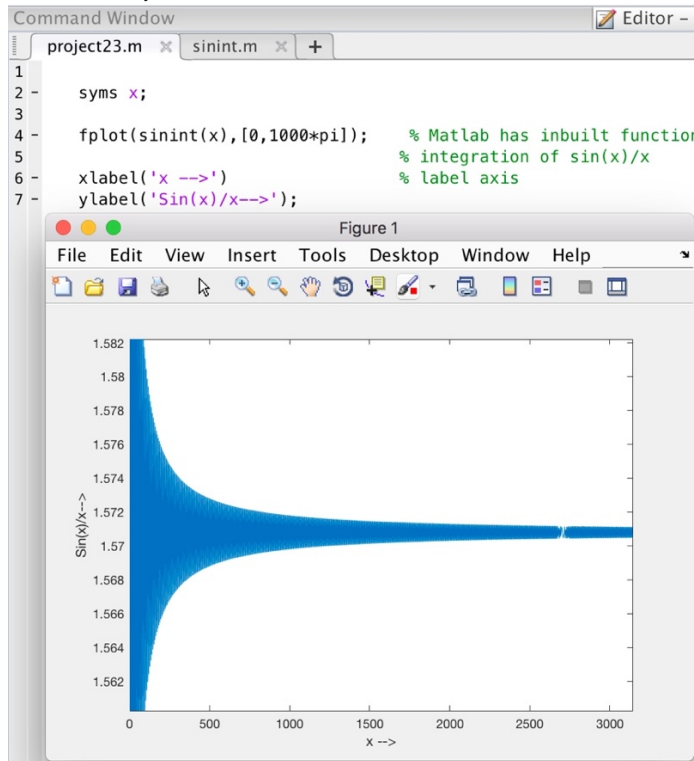 Command Window
Editor –
project23.m
sinint.m
+
1
2 –
syms x;
3
4 –
fplot(sinint(x),[0,1000*pi]);    % Matlab has inbuilt function
5
% integration of sin(x)/x
6 –
xlabel('x -->')    % label axis
7 –
ylabel('Sin(x)/x-->');
Figure 1
File Edit View Insert Tools Desktop Window Help
1.582
1.58
1.578
1.576
1.574
1.572
1.57
1.568
1.566
1.564
1.562
Sin(x)/x-->
0 500 1000 1500 2000 2500 3000
x -->